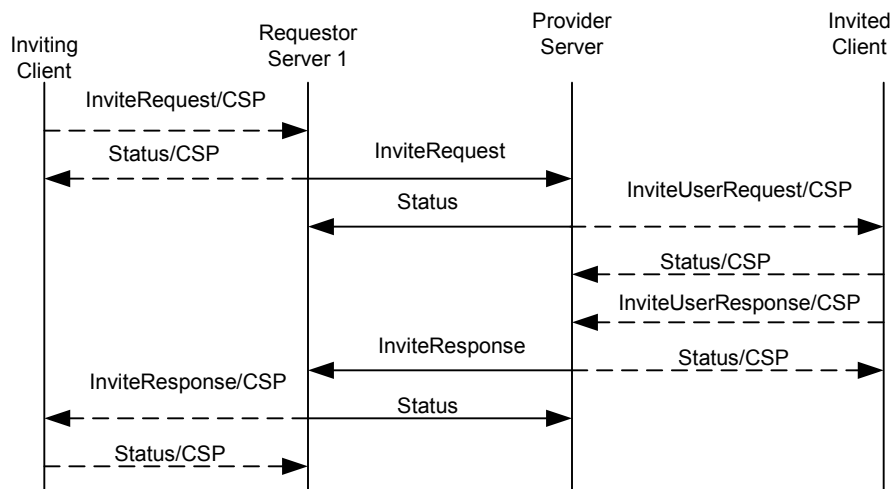 Inviting
Client
Requestor
Server 1
Provider
Server
Invited
Client
InviteRequest/CSP
Status/CSP
InviteRequest
InviteUserRequest/CSP
Status
Status/CSP
InviteUserResponse/CSP
InviteResponse
Status/CSP
InviteResponse/CSP
Status
Status/CSP